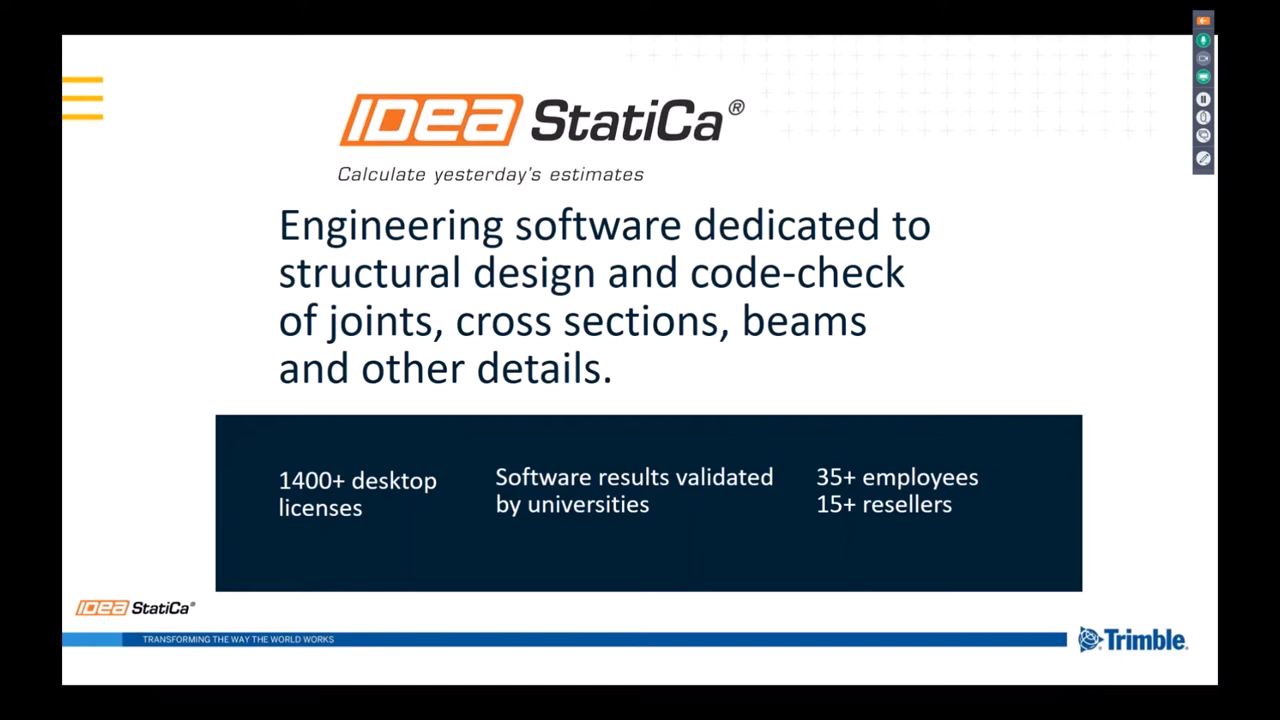 IDEA StatiCa®
Calculate yesterday's estimates
Engineering software dedicated to
structural design and code-check
of joints, cross sections, beams
and other details.
1400+ desktop
licenses
Software results validated
by universities
35+ employees
15+ resellers
IDEA StatiCa®
TRANSFORMING THE WAY THE WORLD WORKS
Trimble